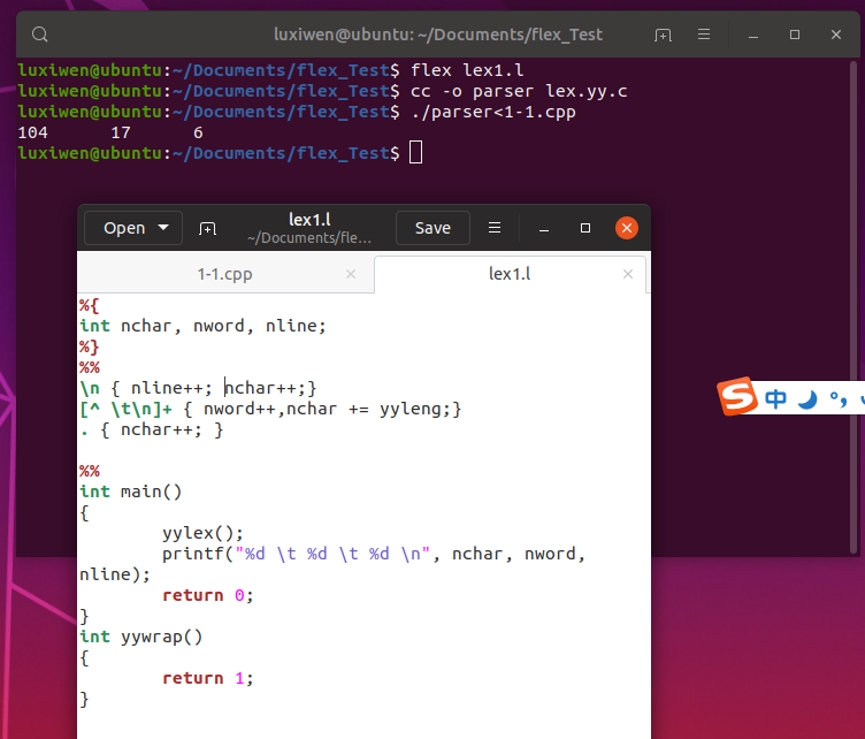 luxiwen@ubuntu: ~/Documents/flex_Test
luxiwen@ubuntu:~/Documents/flex_Test$ flex lex1.l
luxiwen@ubuntu:~/Documents/flex_Test$ cc -o parser lex.yy.c
luxiwen@ubuntu:~/Documents/flex_Test$ ./parser<1-1.cpp
104 17 6
luxiwen@ubuntu:~/Documents/flex_Test$
Open
lex1.l
~/Documents/fle...
Save
1-1.cpp
lex1.l
%{
int nchar, nword, nline;
%}
%%
\n { nline++; nchar++;}
[^ \t\n]+ { nword++,nchar += yyleng;}
. { nchar++; }
%%
int main()
{
yylex();
printf("%d \t %d \t %d \n", nchar, nword,
nline);
return 0;
}
int yywrap()
{
return 1;
}
S 中